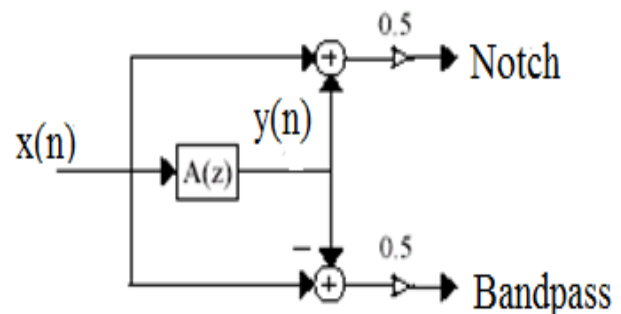 0.5
Notch
x(n)
y(n)
A(z)
+
−
0.5
+
Bandpass